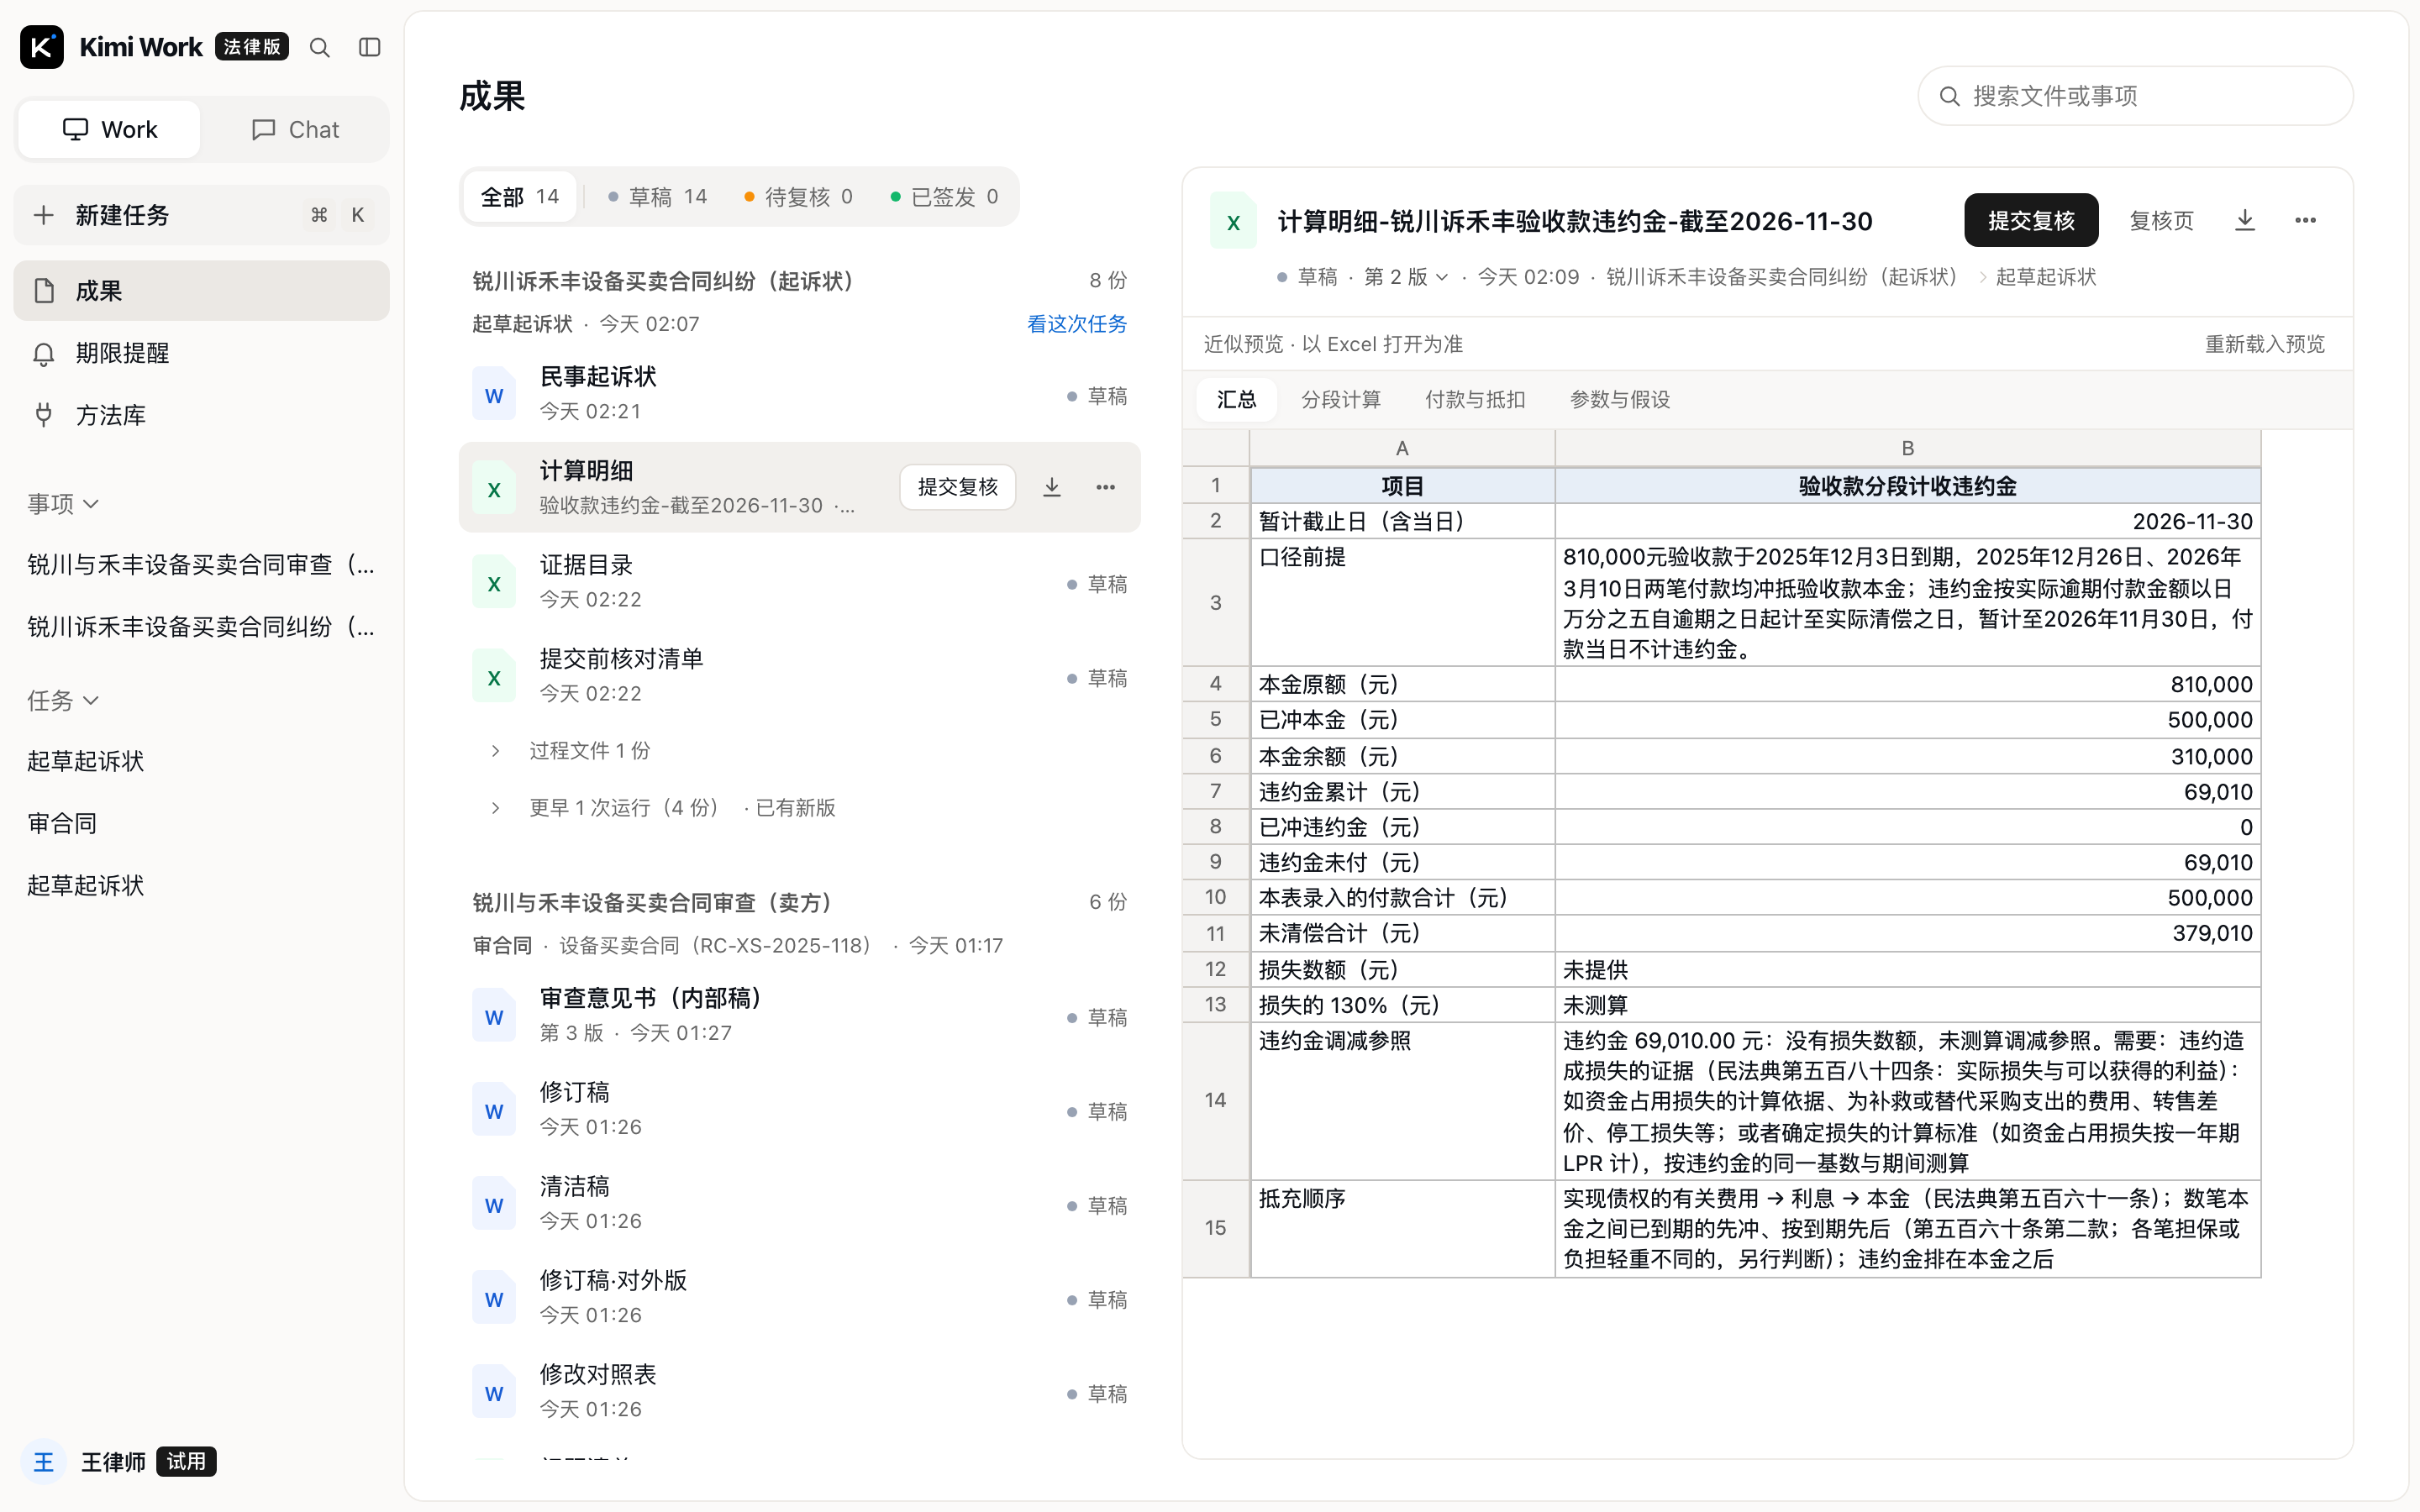 Kimi Work 法律版
Work
Chat
新建任务 ⌘ K
成果
期限提醒
方法库
事项
锐川与禾丰设备买卖合同审查（...
锐川诉禾丰设备买卖合同纠纷（...
任务
起草起诉状
审合同
起草起诉状
王 王律师 试用
成果
搜索文件或事项
全部 14 草稿 14 待复核 0 已签发 0
锐川诉禾丰设备买卖合同纠纷（起诉状） 8 份
起草起诉状 · 今天 02:07 看这次任务
W 民事起诉状
今天 02:21
草稿
X 计算明细
验收款违约金-截至2026-11-30 ·...
提交复核
X 证据目录
今天 02:22
草稿
X 提交前核对清单
今天 02:22
草稿
过程文件 1 份
更早 1 次运行（4 份） · 已有新版
锐川与禾丰设备买卖合同审查（卖方） 6 份
审合同 · 设备买卖合同（RC-XS-2025-118） · 今天 01:17
W 审查意见书（内部稿）
第 3 版 · 今天 01:27
草稿
W 修订稿
今天 01:26
草稿
W 清洁稿
今天 01:26
草稿
W 修订稿·对外版
今天 01:26
草稿
W 修改对照表
今天 01:26
草稿
X 计算明细-锐川诉禾丰验收款违约金-截至2026-11-30 提交复核 复核页
草稿 · 第 2 版 · 今天 02:09 · 锐川诉禾丰设备买卖合同纠纷（起诉状） 起草起诉状
近似预览 · 以 Excel 打开为准 重新载入预览
汇总 分段计算 付款与抵扣 参数与假设
A B
1 项目 验收款分段计收违约金
2 暂计截止日（含当日） 2026-11-30
3 口径前提 810,000元验收款于2025年12月3日到期，2025年12月26日、2026年
3月10日两笔付款均冲抵验收款本金；违约金按实际逾期付款金额以日
万分之五自逾期之日起计至实际清偿之日，暂计至2026年11月30日，付
款当日不计违约金。
4 本金原额（元） 810,000
5 已冲本金（元） 500,000
6 本金余额（元） 310,000
7 违约金累计（元） 69,010
8 已冲违约金（元） 0
9 违约金未付（元） 69,010
10 本表录入的付款合计（元） 500,000
11 未清偿合计（元） 379,010
12 损失数额（元） 未提供
13 损失的 130%（元） 未测算
14 违约金调减参照 违约金 69,010.00 元：没有损失数额，未测算调减参照。需要：违约造
成损失的证据（民法典第五百八十四条：实际损失与可以获得的利益）：
如资金占用损失的计算依据、为补救或替代采购支出的费用、转售差
价、停工损失等；或者确定损失的计算标准（如资金占用损失按一年期
LPR 计），按违约金的同一基数与期间测算
15 抵充顺序 实现债权的有关费用 → 利息 → 本金（民法典第五百六十一条）；数笔本
金之间已到期的先冲、按到期先后（第五百六十条第二款；各笔担保或
负担轻重不同的，另行判断）；违约金排在本金之后